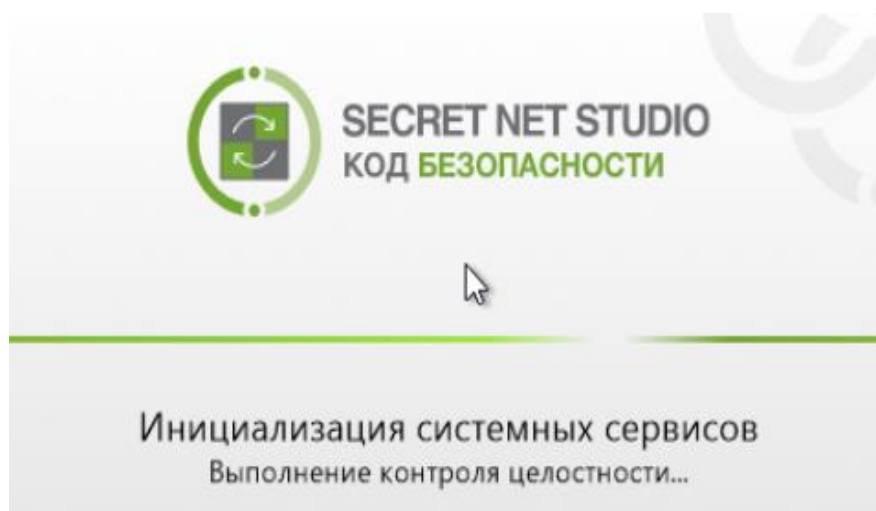 SECRET NET STUDIO
КОД БЕЗОПАСНОСТИ
Инициализация системных сервисов
Выполнение контроля целостности...